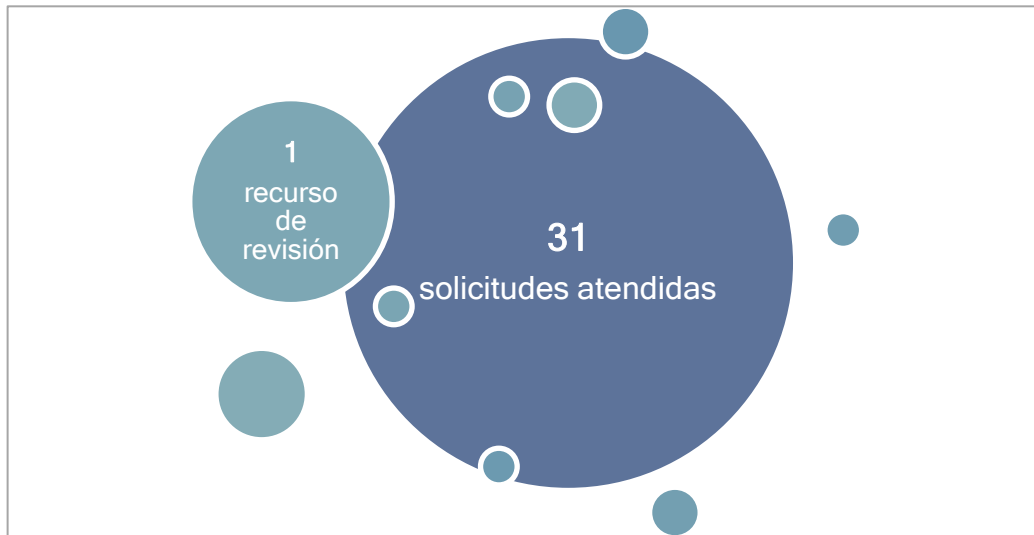 1
recurso
de
revisión
31
solicitudes atendidas